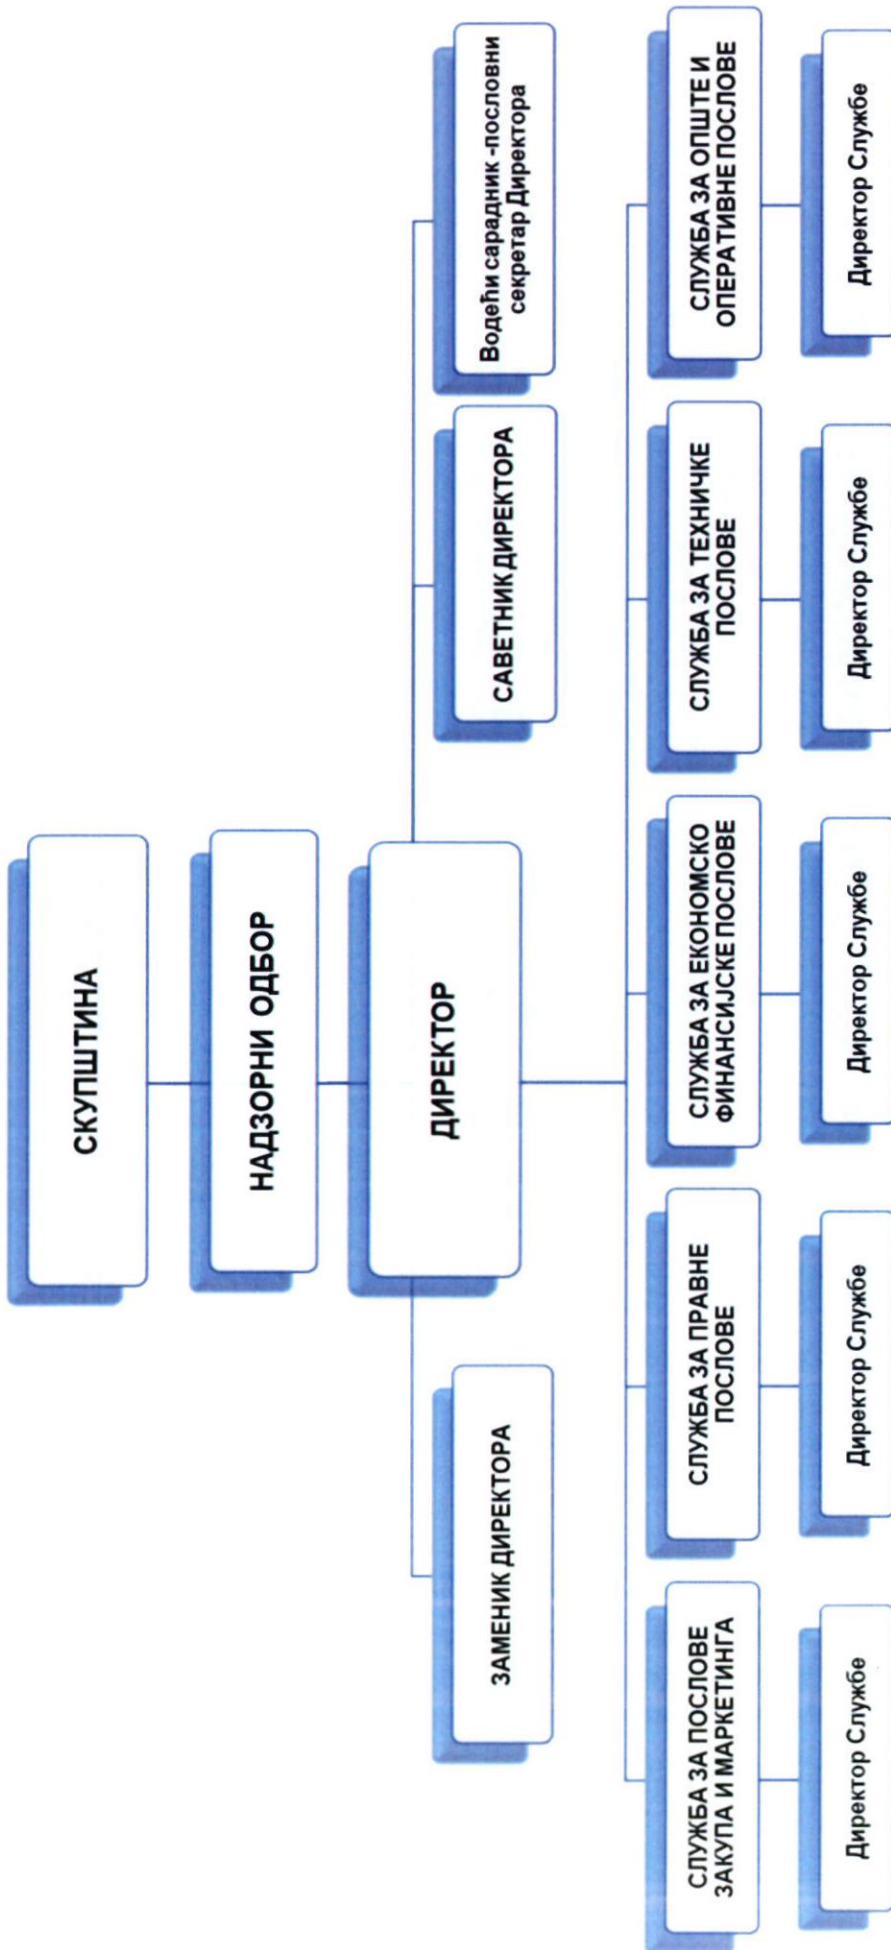 СКУПШТИНА
НАДЗОРНИ ОДБОР
ДИРЕКТОР
ЗАМЕНИК ДИРЕКТОРА
САВЕТНИК ДИРЕКТОРА
Водећи сарадник -пословни
секретар Директора
СЛУЖБА ЗА ПОСЛОВЕ
ЗАКУПА И МАРКЕТИНГА
СЛУЖБА ЗА ПРАВНЕ
ПОСЛОВЕ
СЛУЖБА ЗА ЕКОНОМСКО
ФИНАНСИЈСКЕ ПОСЛОВЕ
СЛУЖБА ЗА ТЕХНИЧКЕ
ПОСЛОВЕ
СЛУЖБА ЗА ОПШТЕ И
ОПЕРАТИВНЕ ПОСЛОВЕ
Директор Службе
Директор Службе
Директор Службе
Директор Службе
Директор Службе